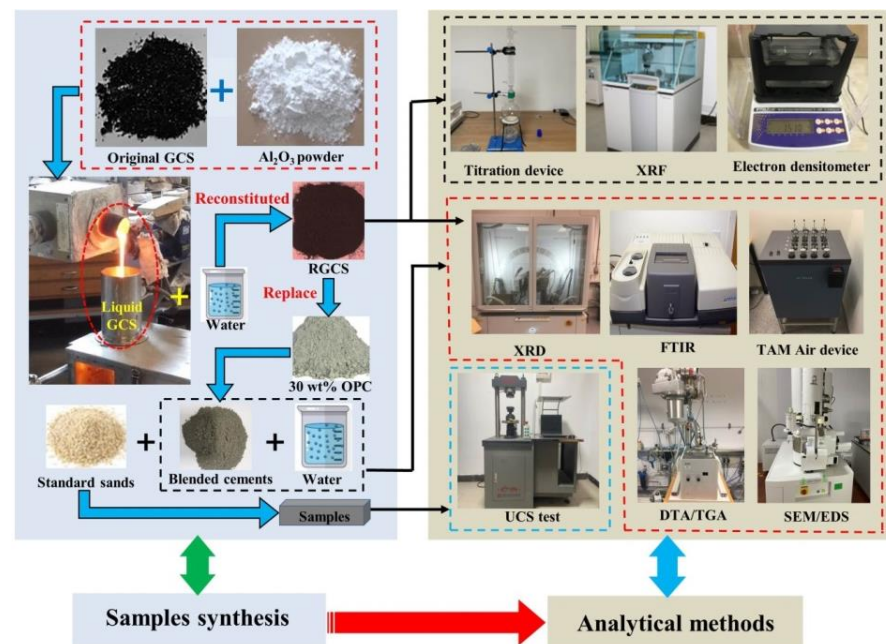 Original GCS
Al₂O₃ powder
Reconstituted
Liquid
GCS
Water
RGCS
Replace
30 wt% OPC
Standard sands
Blended cements
Water
Samples
Titration device
XRF
Electron densitometer
XRD
FTIR
TAM Air device
UCS test
DTA/TGA
SEM/EDS
Samples synthesis
Analytical methods